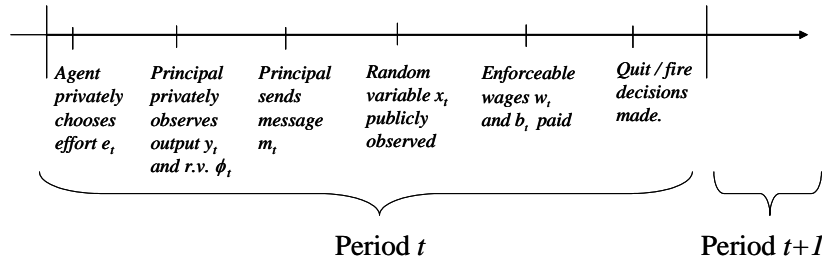 Agent
privately
chooses
effort e_t
Principal
privately
observes
output y_t
and r.v. ϕ_t
Principal
sends
message
m_t
Random
variable x_t
publicly
observed
Enforceable
wages w_t
and b_t paid
Quit / fire
decisions
made.
Period t
Period t+1